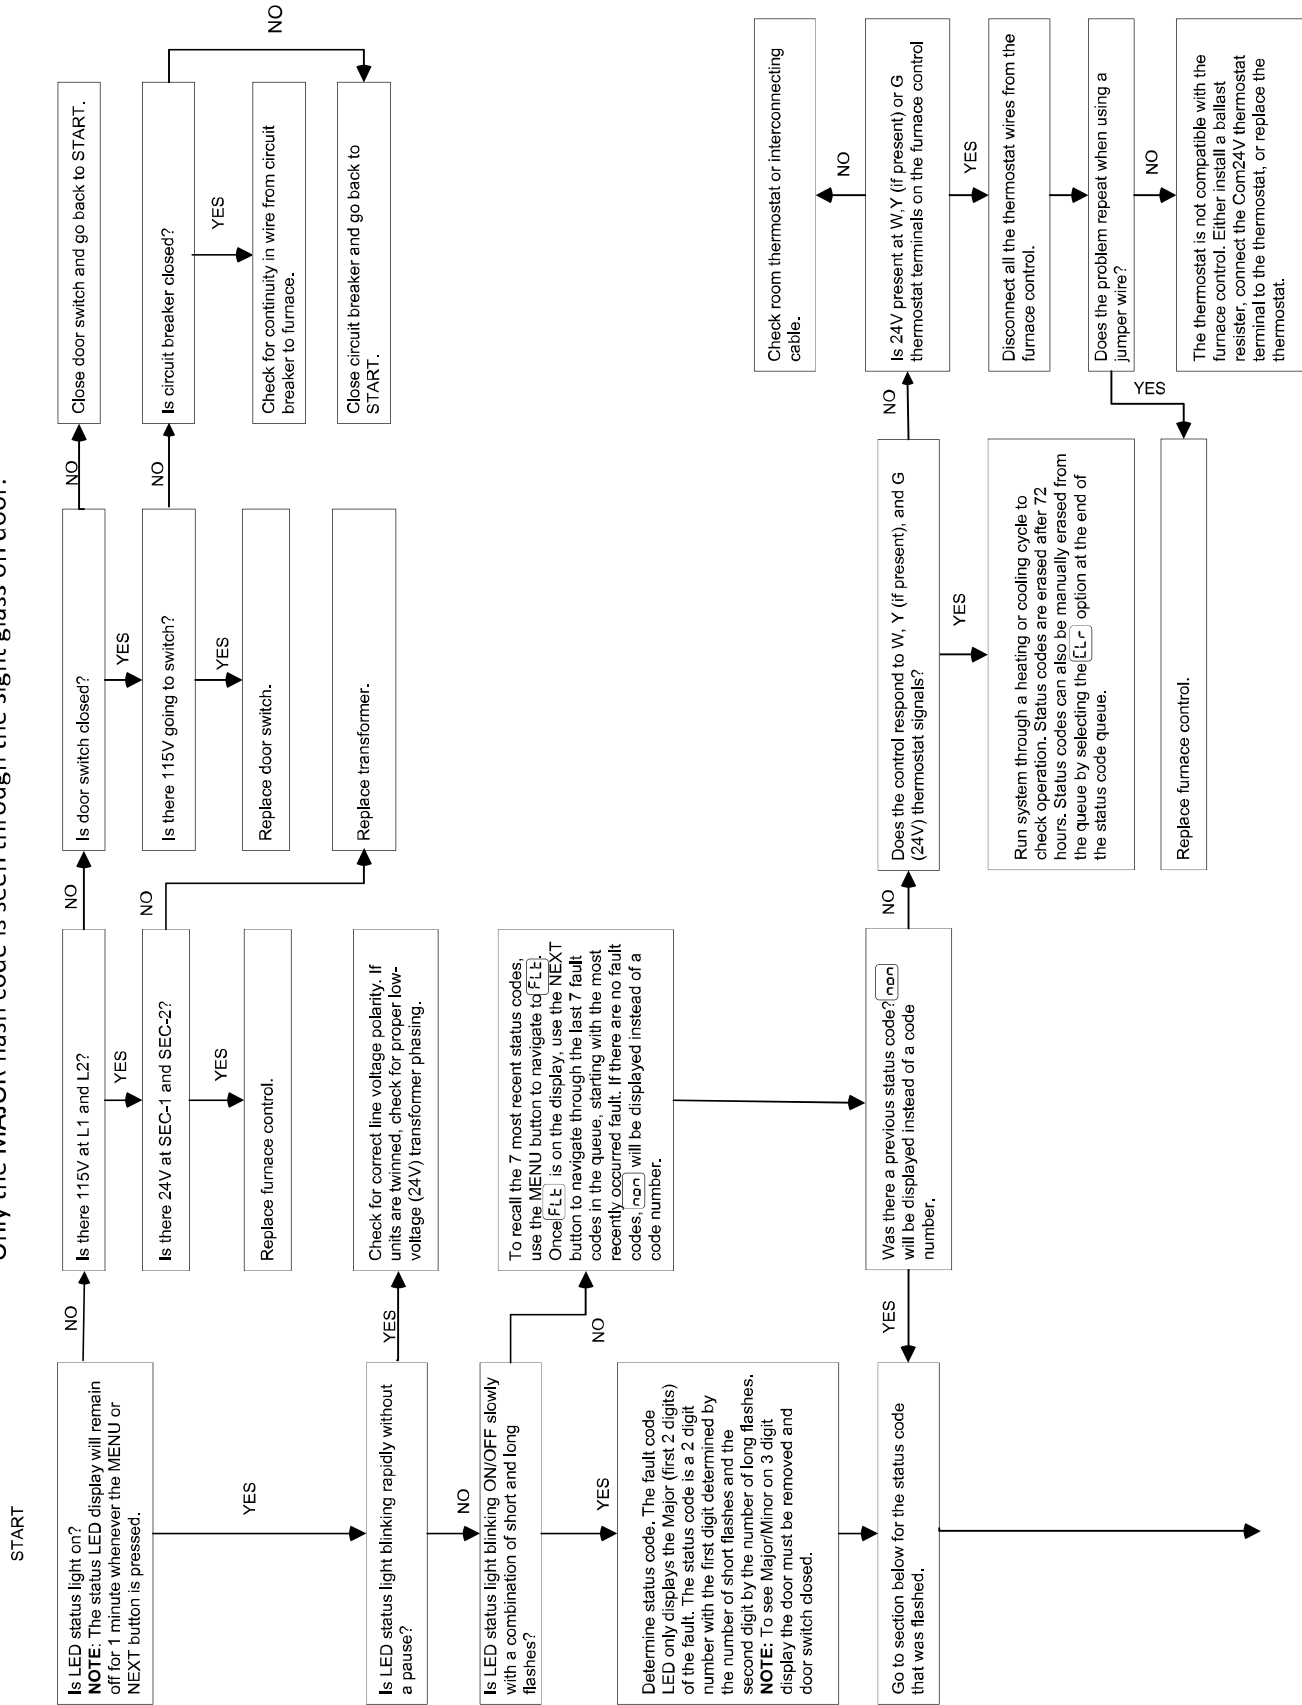 Only the MAJOR flash code is seen through the sight glass on door.
START
Is LED status light on?
NOTE: The status LED display will remain
off for 1 minute whenever the MENU or
NEXT button is pressed.
NO
Is there 115V at L1 and L2?
NO
Is door switch closed?
NO
Close door switch and go back to START.
YES
YES
Is there 24V at SEC-1 and SEC-2?
NO
Is there 115V going to switch?
NO
Is circuit breaker closed?
NO
YES
YES
YES
Replace furnace control.
Replace door switch.
Check for continuity in wire from circuit
breaker to furnace.
YES
Replace transformer.
Close circuit breaker and go back to
START.
Is LED status light blinking rapidly without
a pause?
YES
Check for correct line voltage polarity. If
units are twinned, check for proper low-
voltage (24V) transformer phasing.
NO
Is LED status light blinking ON/OFF slowly
with a combination of short and long
flashes?
NO
To recall the 7 most recent status codes,
use the MENU button to navigate to FLt.
Once FLt is on the display, use the NEXT
button to navigate through the last 7 fault
codes in the queue, starting with the most
recently occurred fault. If there are no fault
codes, non will be displayed instead of a
code number.
YES
Determine status code. The fault code
LED only displays the Major (first 2 digits)
of the fault. The status code is a 2 digit
number with the first digit determined by
the number of short flashes and the
second digit by the number of long flashes.
NOTE: To see Major/Minor on 3 digit
display the door must be removed and
door switch closed.
Go to section below for the status code
that was flashed.
YES
Was there a previous status code? non
will be displayed instead of a code
number.
NO
Does the control respond to W, Y (if present), and G
(24V) thermostat signals?
NO
Is 24V present at W,Y (if present) or G
thermostat terminals on the furnace control
NO
Check room thermostat or interconnecting
cable.
YES
YES
Run system through a heating or cooling cycle to
check operation. Status codes are erased after 72
hours. Status codes can also be manually erased from
the queue by selecting the CLr option at the end of
the status code queue.
Disconnect all the thermostat wires from the
furnace control.
Does the problem repeat when using a
jumper wire?
YES
NO
Replace furnace control.
The thermostat is not compatible with the
furnace control. Either install a ballast
resister, connect the Com24V thermostat
terminal to the thermostat, or replace the
thermostat.